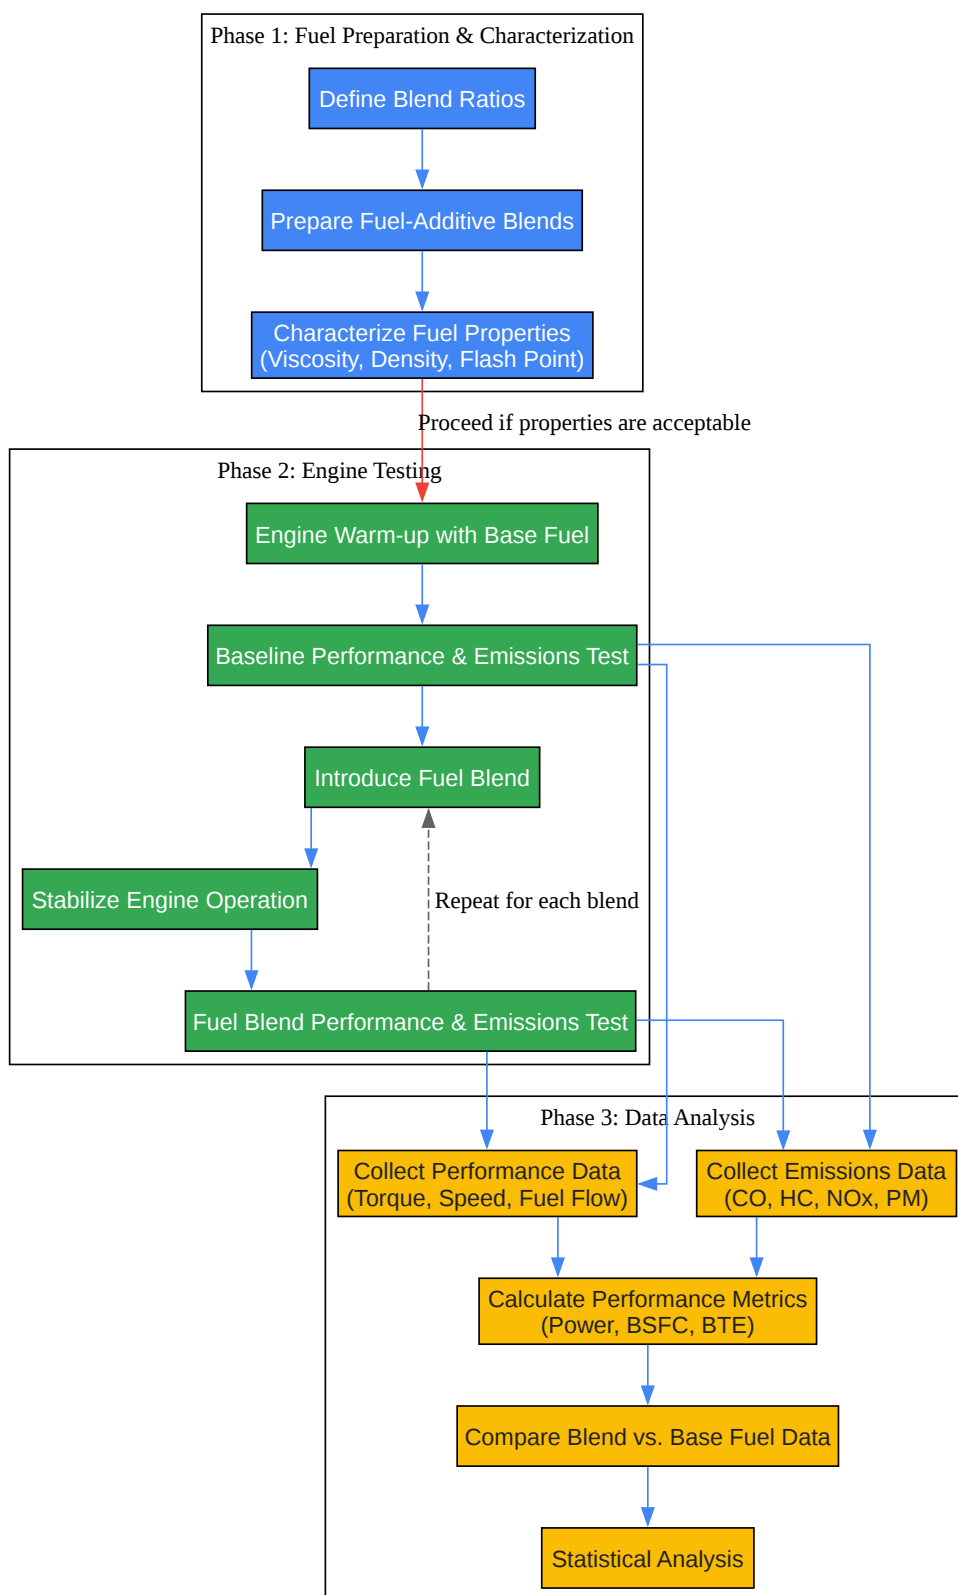 Phase 1: Fuel Preparation & Characterization
Define Blend Ratios
Prepare Fuel-Additive Blends
Characterize Fuel Properties
(Viscosity, Density, Flash Point)
Proceed if properties are acceptable
Phase 2: Engine Testing
Engine Warm-up with Base Fuel
Baseline Performance & Emissions Test
Introduce Fuel Blend
Stabilize Engine Operation
Repeat for each blend
Fuel Blend Performance & Emissions Test
Phase 3: Data Analysis
Collect Performance Data
(Torque, Speed, Fuel Flow)
Collect Emissions Data
(CO, HC, NOx, PM)
Calculate Performance Metrics
(Power, BSFC, BTE)
Compare Blend vs. Base Fuel Data
Statistical Analysis